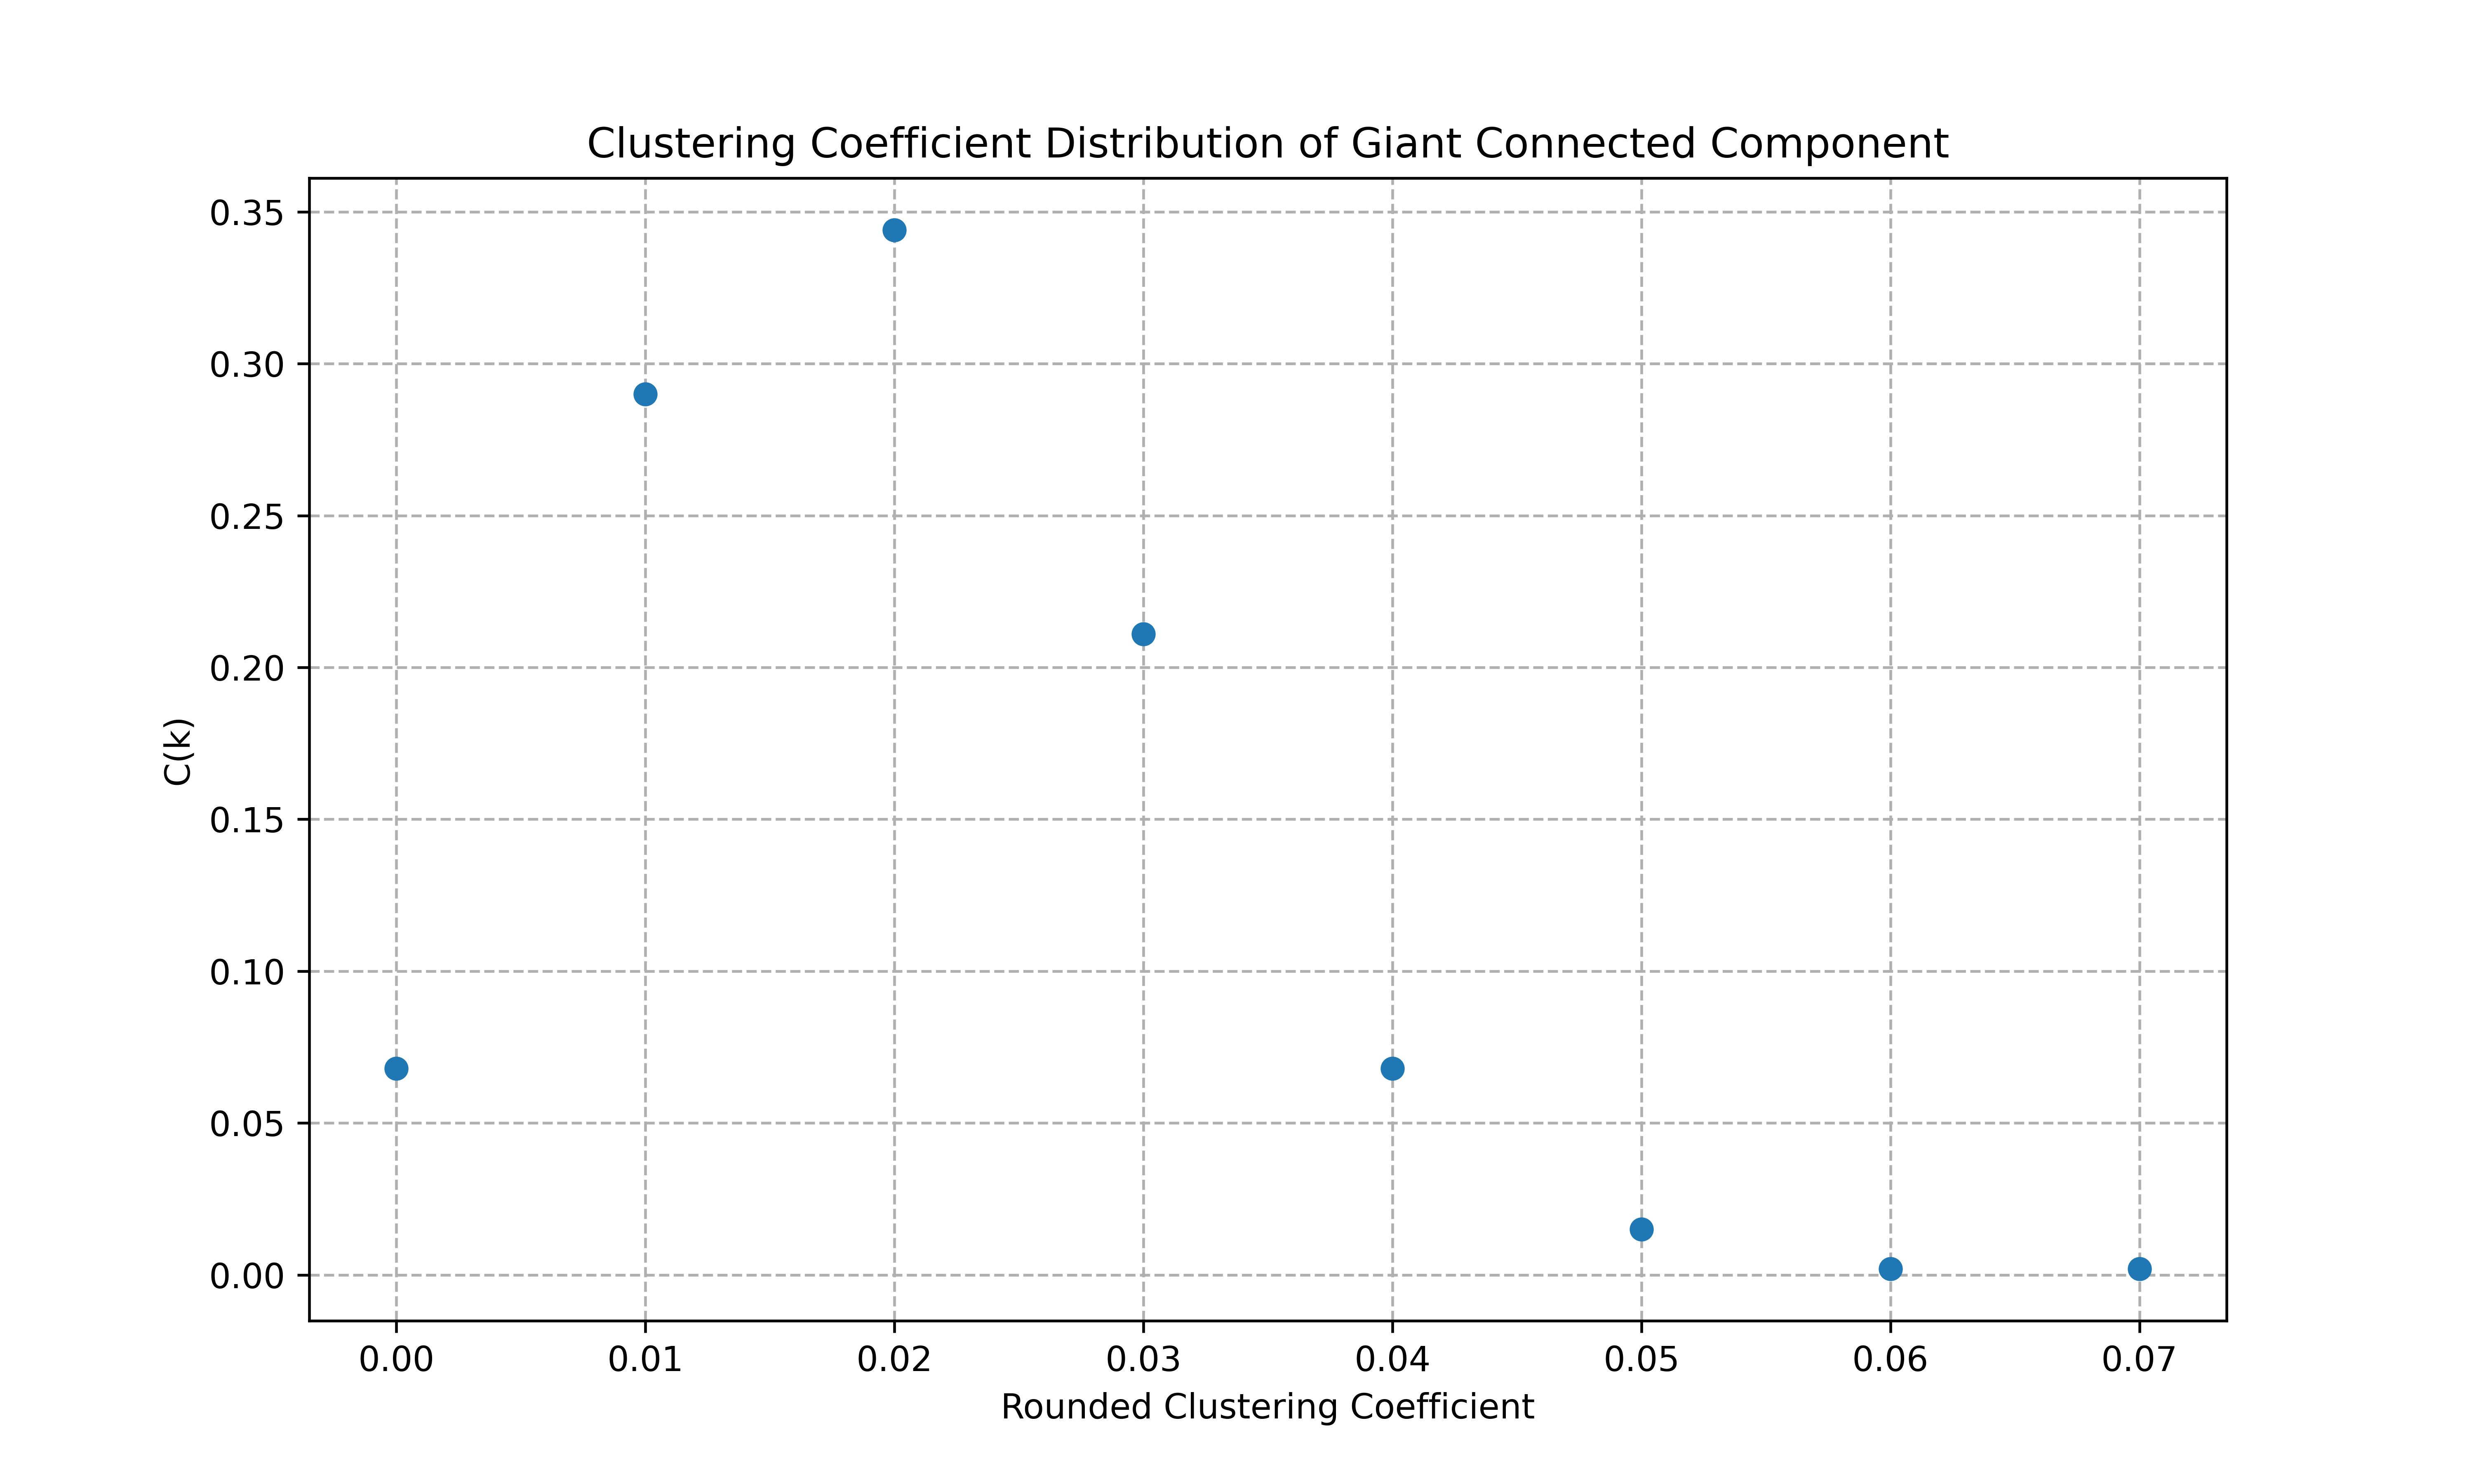 Clustering Coefficient Distribution of Giant Connected Component
0.35
0.30
0.25
0.20
0.15
0.10
0.05
0.00
C(k)
0.00 0.01 0.02 0.03 0.04 0.05 0.06 0.07
Rounded Clustering Coefficient